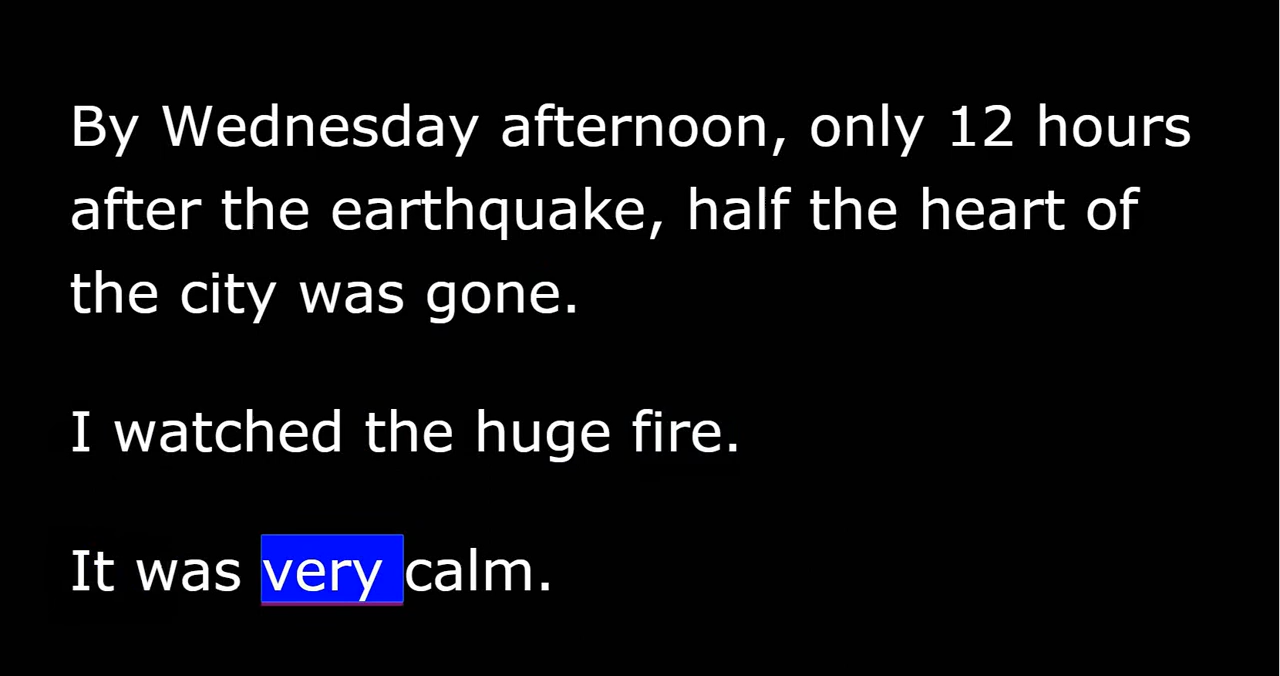 By Wednesday afternoon, only 12 hours
after the earthquake, half the heart of
the city was gone.
I watched the huge fire.
It was very calm.